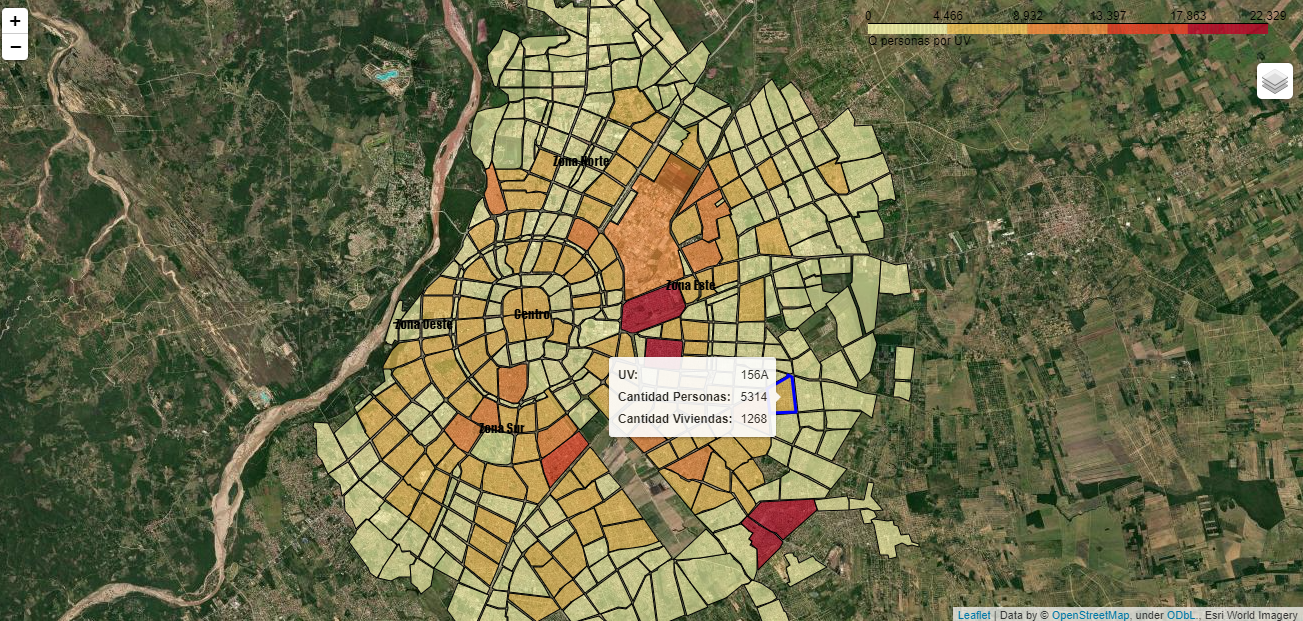 +
−
0 4,466 8,932 13,397 17,863 22,329
Q personas por UV
Zona Norte
Zona Este
Centro
Zona Oeste
UV: 156A
Cantidad Personas: 5314
Cantidad Viviendas: 1268
Zona Sur
Leaflet | Data by © OpenStreetMap, under ODbL., Esri World Imagery